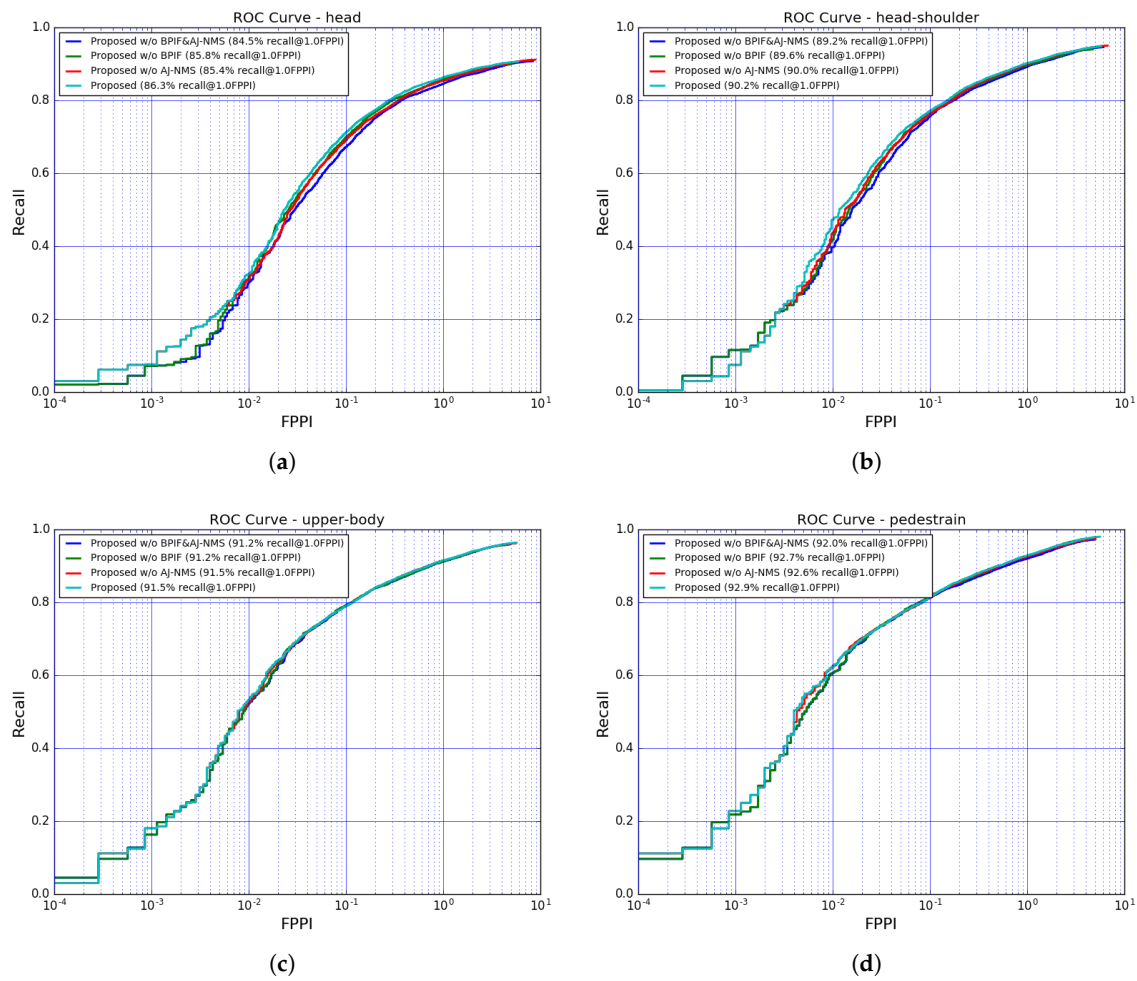 ROC Curve - head
Proposed w/o BPIF&AJ-NMS (84.5% recall@1.0FPPI)
Proposed w/o BPIF (85.8% recall@1.0FPPI)
Proposed w/o AJ-NMS (85.4% recall@1.0FPPI)
Proposed (86.3% recall@1.0FPPI)
1.0
0.8
0.6
0.4
0.2
0.0
Recall
10^-4
10^-3
10^-2
10^-1
10^0
10^1
FPPI
(a)
ROC Curve - head-shoulder
Proposed w/o BPIF&AJ-NMS (89.2% recall@1.0FPPI)
Proposed w/o BPIF (89.6% recall@1.0FPPI)
Proposed w/o AJ-NMS (90.0% recall@1.0FPPI)
Proposed (90.2% recall@1.0FPPI)
1.0
0.8
0.6
0.4
0.2
0.0
Recall
10^-4
10^-3
10^-2
10^-1
10^0
10^1
FPPI
(b)
ROC Curve - upper-body
Proposed w/o BPIF&AJ-NMS (91.2% recall@1.0FPPI)
Proposed w/o BPIF (91.2% recall@1.0FPPI)
Proposed w/o AJ-NMS (91.5% recall@1.0FPPI)
Proposed (91.5% recall@1.0FPPI)
1.0
0.8
0.6
0.4
0.2
0.0
Recall
10^-4
10^-3
10^-2
10^-1
10^0
10^1
FPPI
(c)
ROC Curve - pedestrain
Proposed w/o BPIF&AJ-NMS (92.0% recall@1.0FPPI)
Proposed w/o BPIF (92.7% recall@1.0FPPI)
Proposed w/o AJ-NMS (92.6% recall@1.0FPPI)
Proposed (92.9% recall@1.0FPPI)
1.0
0.8
0.6
0.4
0.2
0.0
Recall
10^-4
10^-3
10^-2
10^-1
10^0
10^1
FPPI
(d)